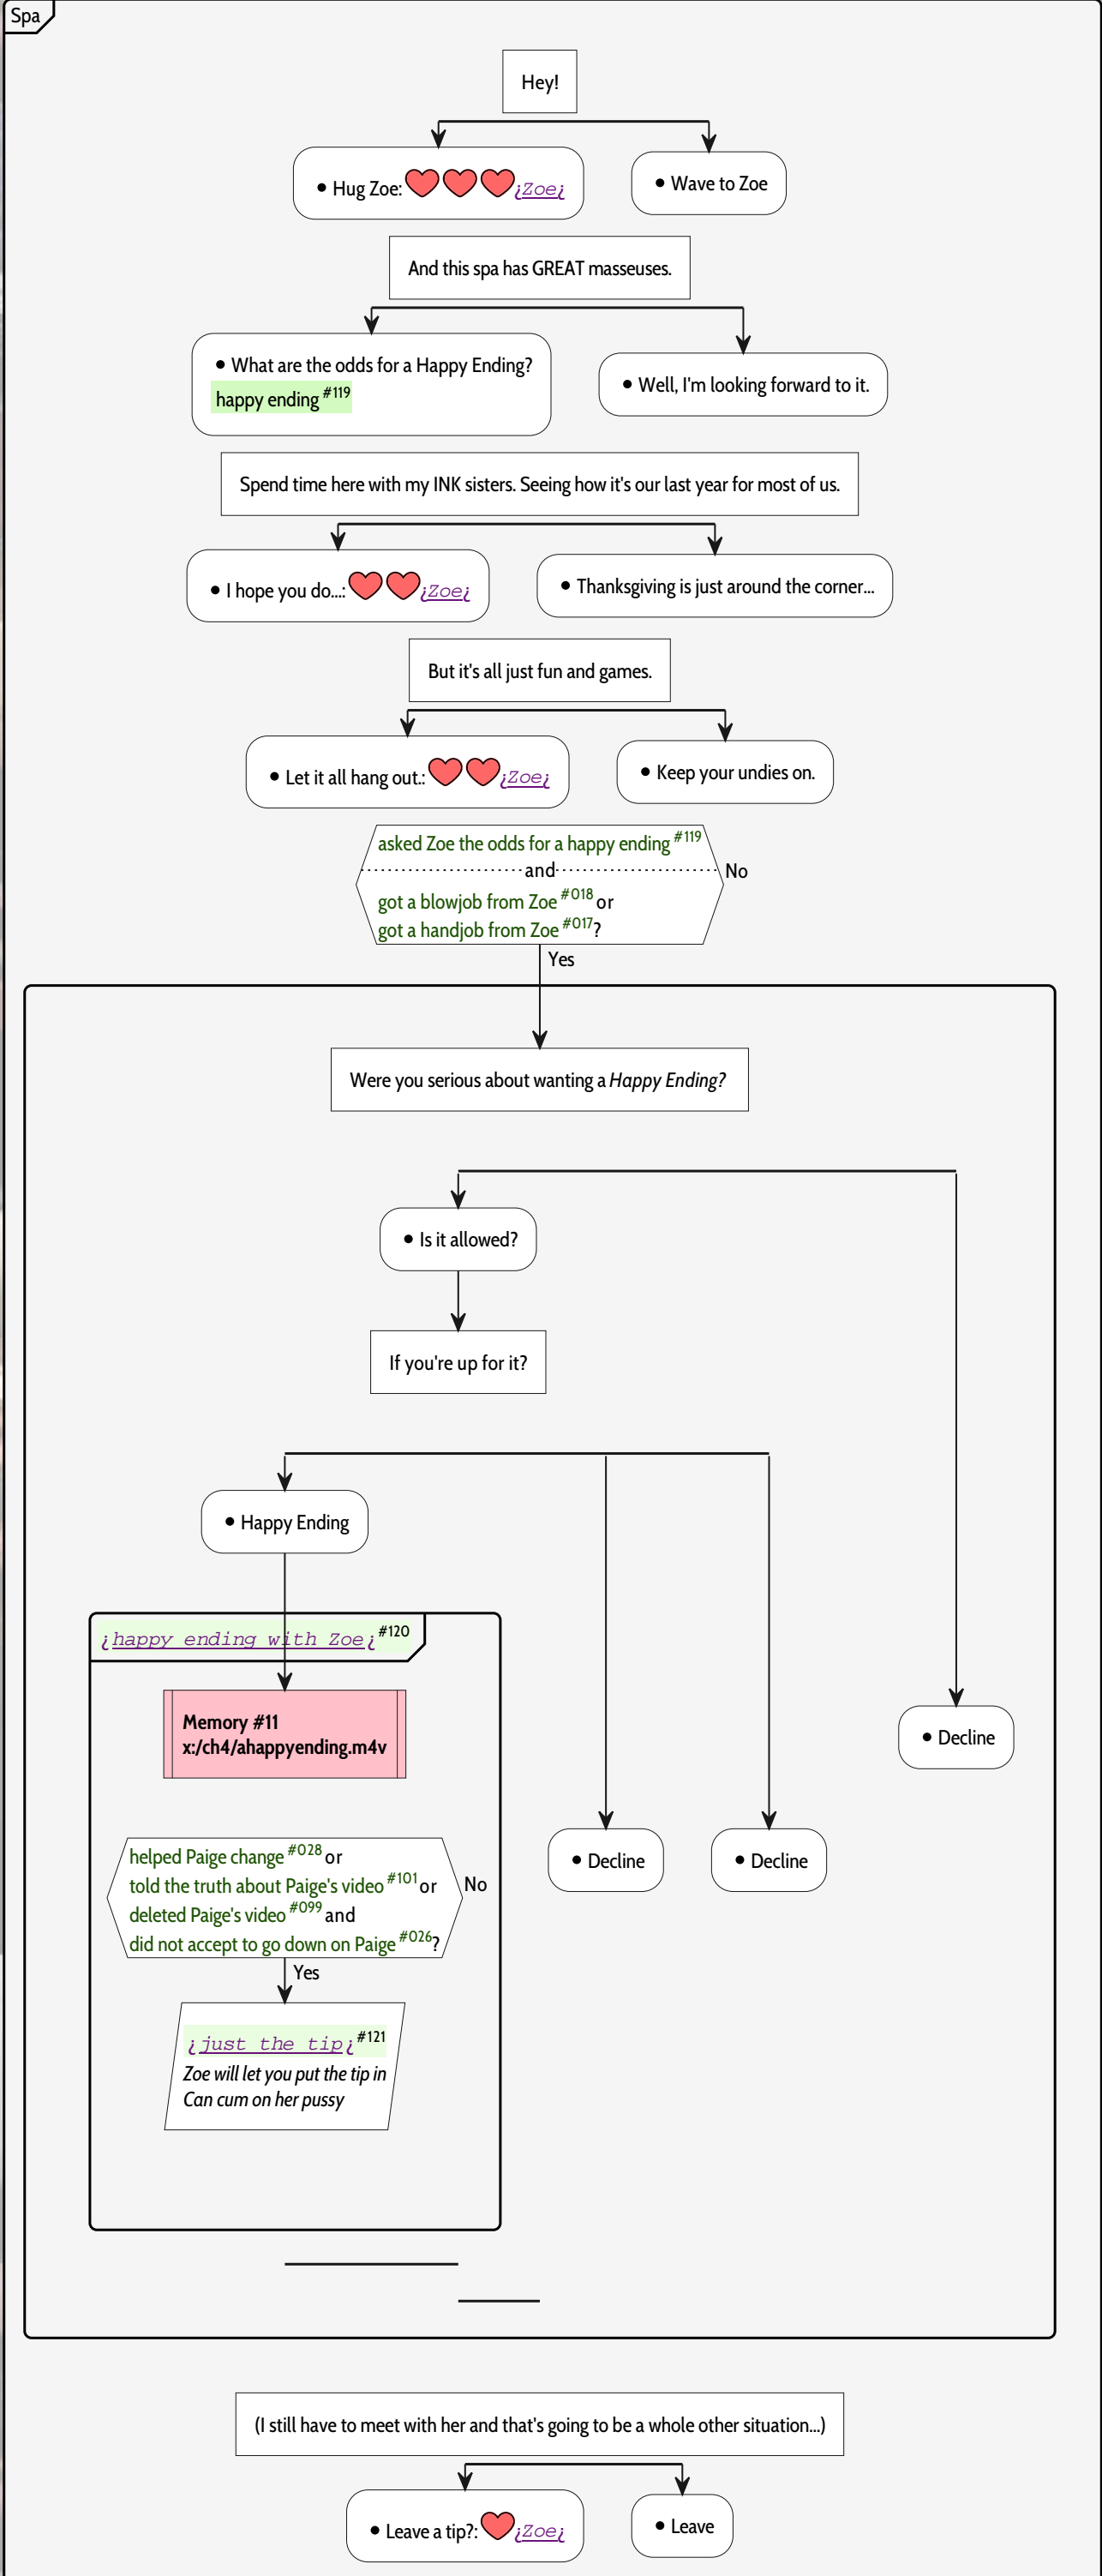 Spa
Hey!
• Hug Zoe: ¿Zoe¿
• Wave to Zoe
And this spa has GREAT masseuses.
• What are the odds for a Happy Ending?
happy ending #119
• Well, I'm looking forward to it.
Spend time here with my INK sisters. Seeing how it's our last year for most of us.
• I hope you do...: ¿Zoe¿
• Thanksgiving is just around the corner...
But it's all just fun and games.
• Let it all hang out.: ¿Zoe¿
• Keep your undies on.
asked Zoe the odds for a happy ending #119
and
got a blowjob from Zoe #018 or
got a handjob from Zoe #017?
No
Yes
Were you serious about wanting a Happy Ending?
• Is it allowed?
If you're up for it?
• Happy Ending
¿happy ending with Zoe¿ #120
Memory #11
x:/ch4/ahappyending.m4v
• Decline
• Decline
• Decline
helped Paige change #028 or
told the truth about Paige's video #101 or
deleted Paige's video #099 and
did not accept to go down on Paige #026?
No
Yes
¿just the tip¿ #121
Zoe will let you put the tip in
Can cum on her pussy
(I still have to meet with her and that's going to be a whole other situation...)
• Leave a tip?: ¿Zoe¿
• Leave